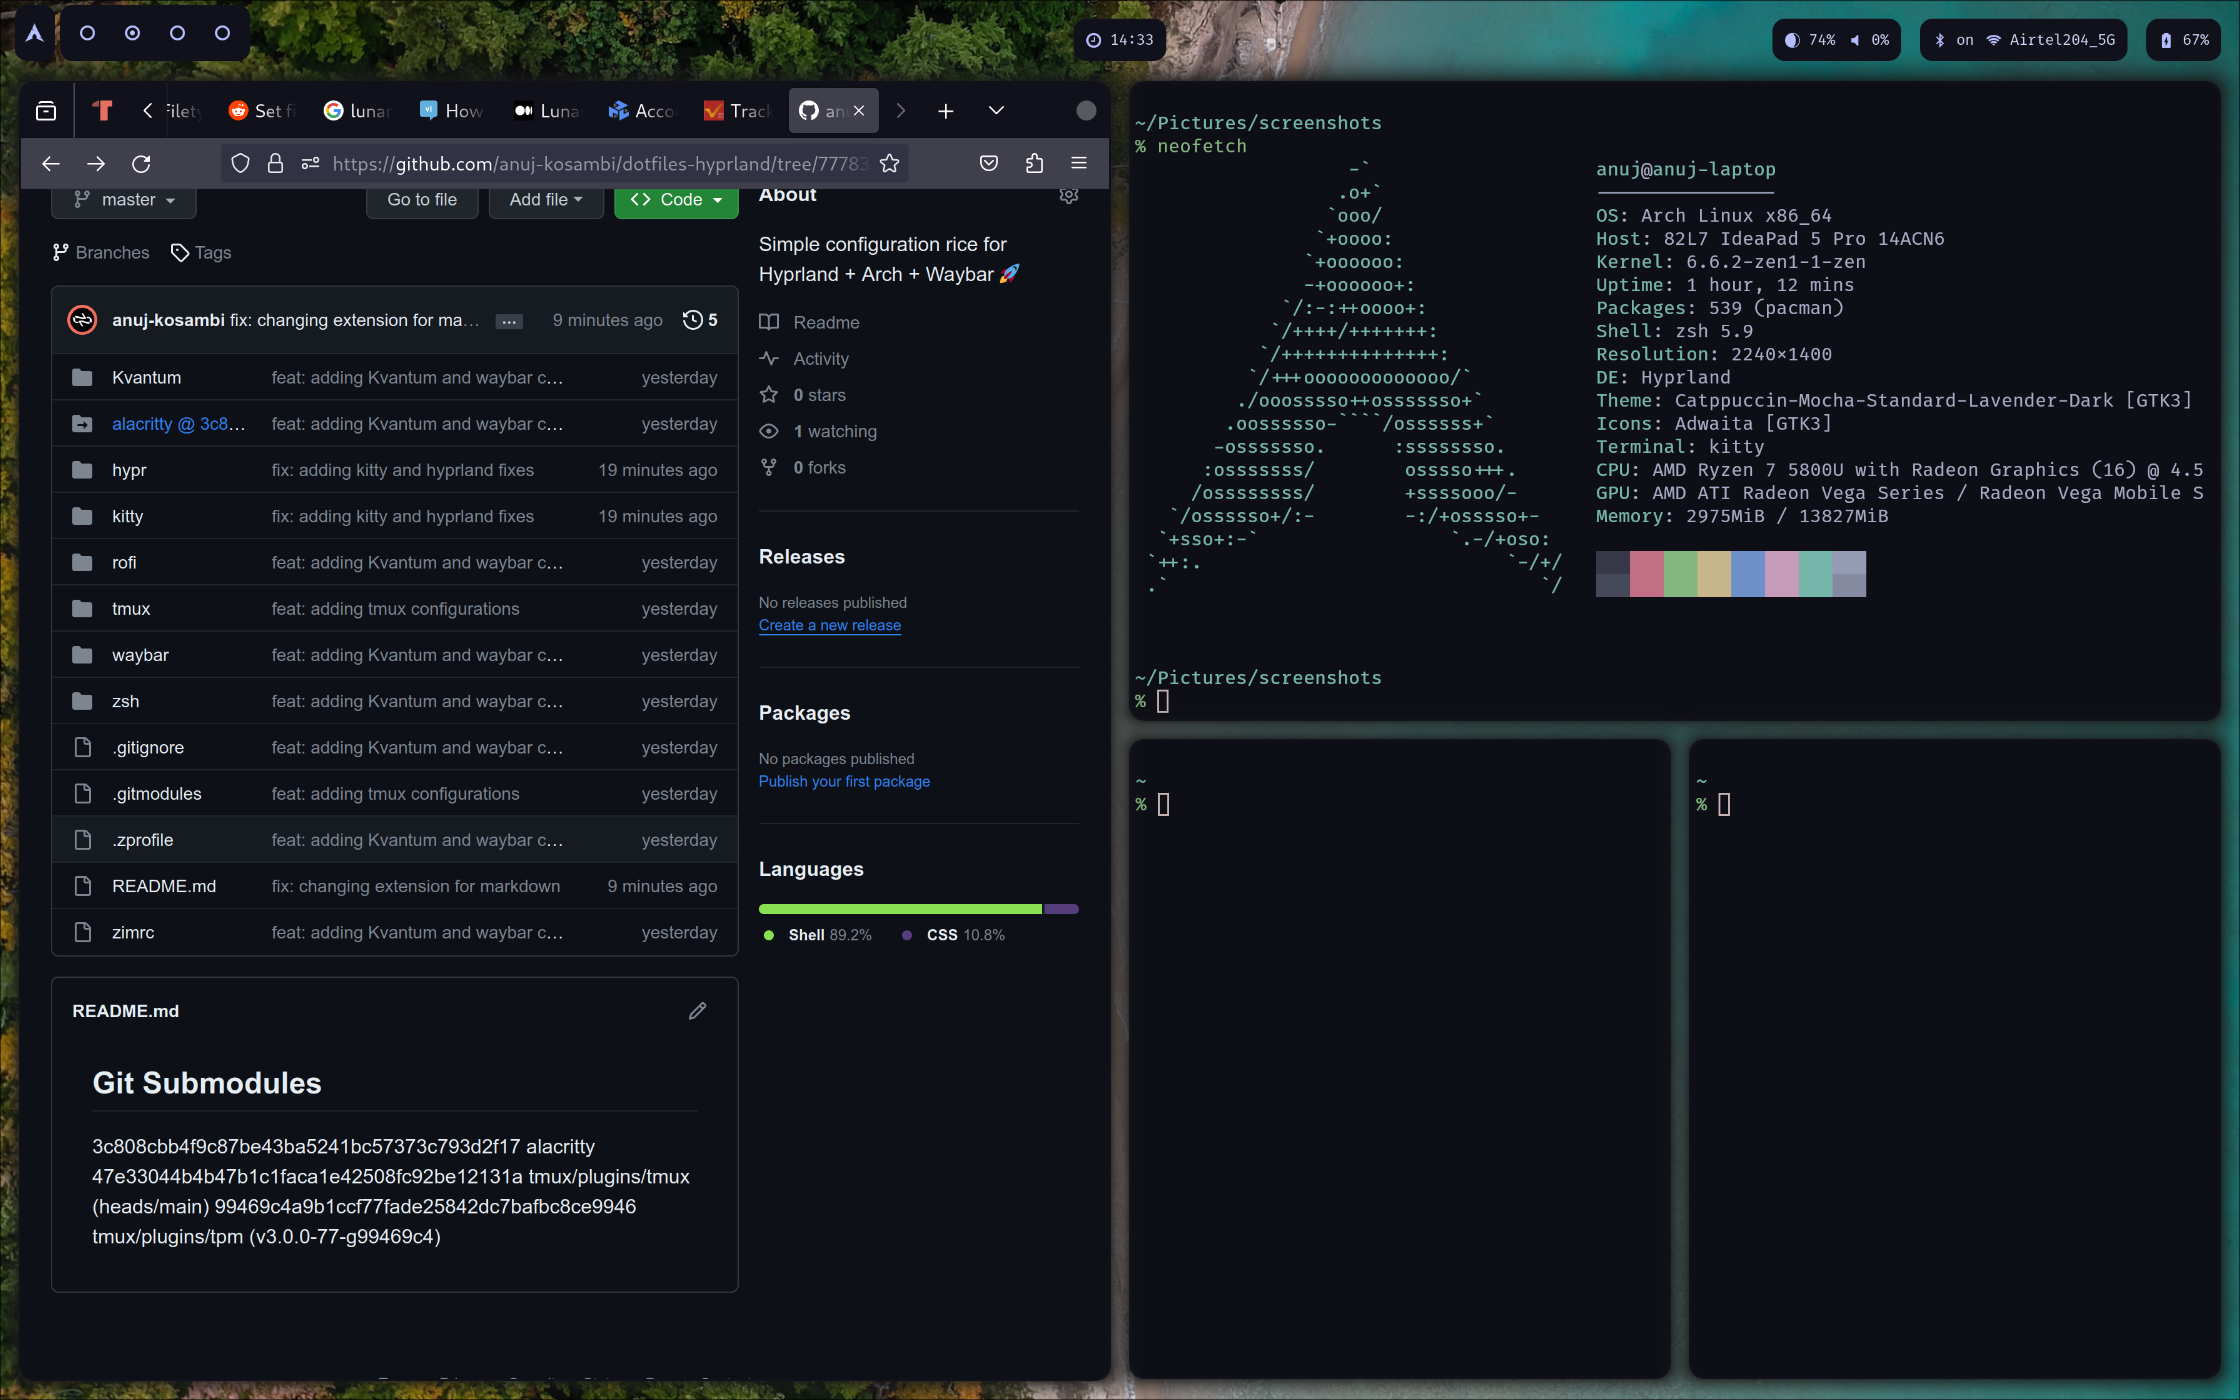 14:33
74% 0%
on Airtel204_5G
67%
Set fi
lunar
How
Luna
Acco
Track
https://github.com/anuj-kosambi/dotfiles-hyprland/tree/77783
master
Go to file
Add file
Code
Branches Tags
anuj-kosambi fix: changing extension for ma… ... 9 minutes ago 5
Kvantum feat: adding Kvantum and waybar c… yesterday
alacritty @ 3c8… feat: adding Kvantum and waybar c… yesterday
hypr fix: adding kitty and hyprland fixes 19 minutes ago
kitty fix: adding kitty and hyprland fixes 19 minutes ago
rofi feat: adding Kvantum and waybar c… yesterday
tmux feat: adding tmux configurations yesterday
waybar feat: adding Kvantum and waybar c… yesterday
zsh feat: adding Kvantum and waybar c… yesterday
.gitignore feat: adding Kvantum and waybar c… yesterday
.gitmodules feat: adding tmux configurations yesterday
.zprofile feat: adding Kvantum and waybar c… yesterday
README.md fix: changing extension for markdown 9 minutes ago
zimrc feat: adding Kvantum and waybar c… yesterday
README.md
Git Submodules
3c808cbb4f9c87be43ba5241bc57373c793d2f17 alacritty
47e33044b4b47b1c1faca1e42508fc92be12131a tmux/plugins/tmux
(heads/main) 99469c4a9b1ccf77fade25842dc7bafbc8ce9946
tmux/plugins/tpm (v3.0.0-77-g99469c4)
About
Simple configuration rice for
Hyprland + Arch + Waybar 🚀
Readme
Activity
0 stars
1 watching
0 forks
Releases
No releases published
Create a new release
Packages
No packages published
Publish your first package
Languages
Shell 89.2% CSS 10.8%
~/Pictures/screenshots
% neofetch
anuj@anuj-laptop
OS: Arch Linux x86_64
Host: 82L7 IdeaPad 5 Pro 14ACN6
Kernel: 6.6.2-zen1-1-zen
Uptime: 1 hour, 12 mins
Packages: 539 (pacman)
Shell: zsh 5.9
Resolution: 2240×1400
DE: Hyprland
Theme: Catppuccin-Mocha-Standard-Lavender-Dark [GTK3]
Icons: Adwaita [GTK3]
Terminal: kitty
CPU: AMD Ryzen 7 5800U with Radeon Graphics (16) @ 4.5
GPU: AMD ATI Radeon Vega Series / Radeon Vega Mobile S
Memory: 2975MiB / 13827MiB
~/Pictures/screenshots
%
~
%
~
%